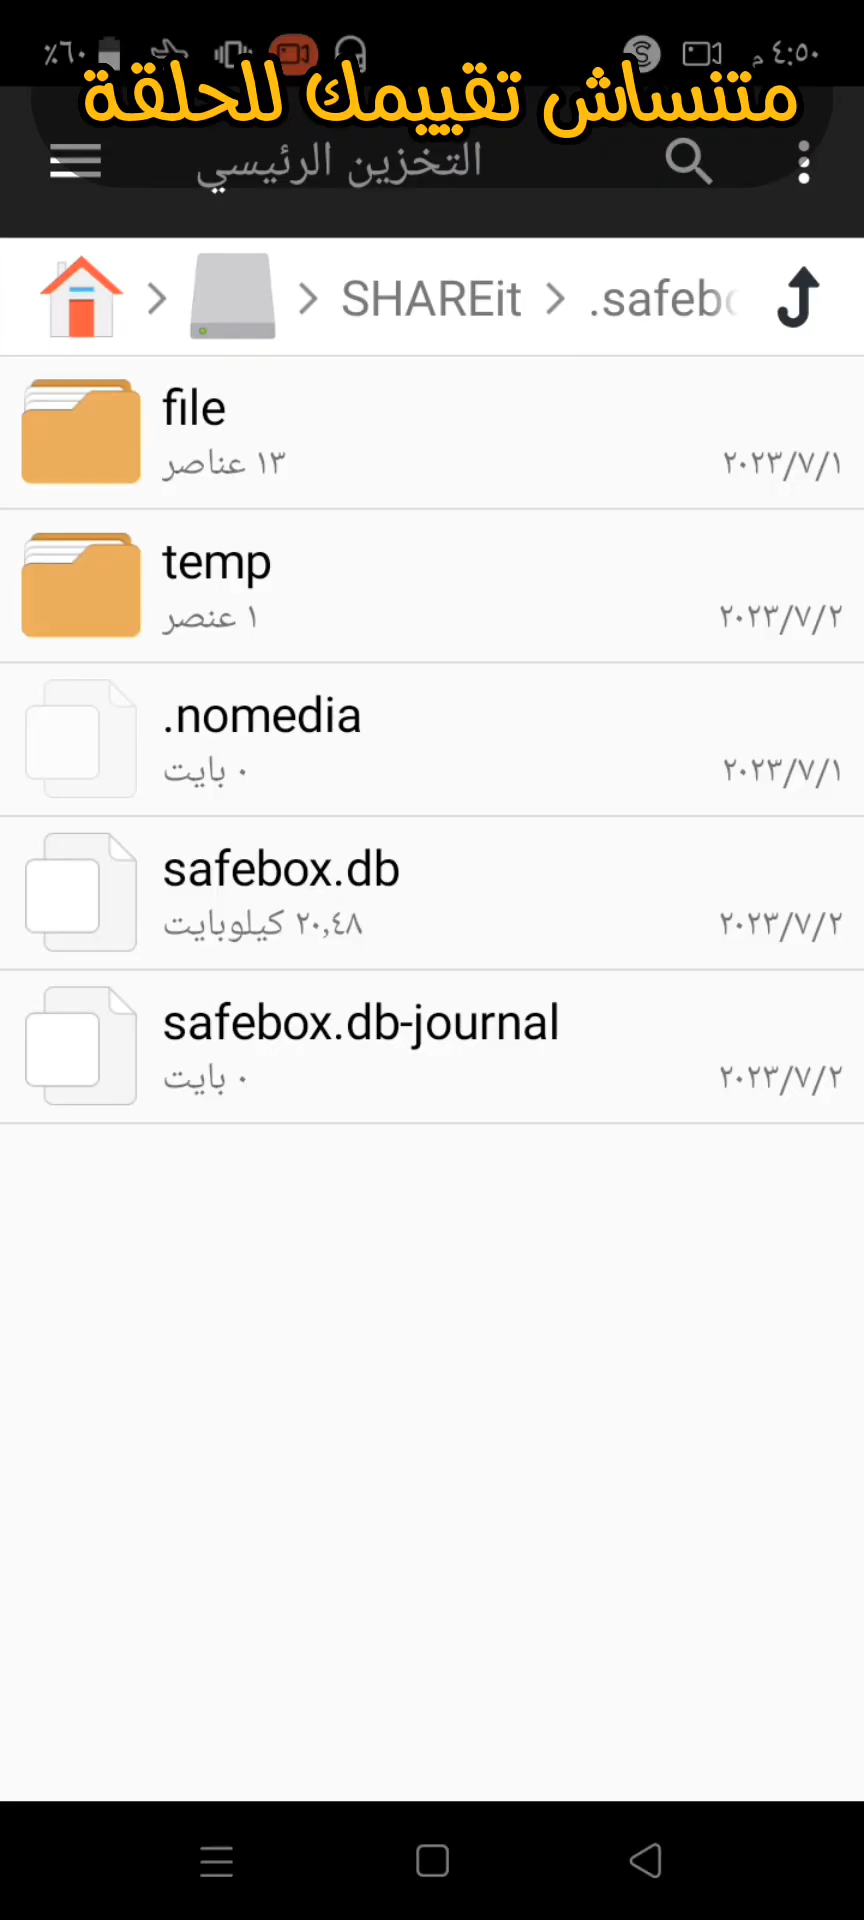 ٪٦٠ ٤:٥٠ م
متنساش تقييمك للحلقة
التخزين الرئيسي
SHAREit > .safeb
file
١٣ عناصر ٢٠٢٣/٧/١
temp
١ عنصر ٢٠٢٣/٧/٢
.nomedia
٠ بايت ٢٠٢٣/٧/١
safebox.db
٢٠,٤٨ كيلوبايت ٢٠٢٣/٧/٢
safebox.db-journal
٠ بايت ٢٠٢٣/٧/٢